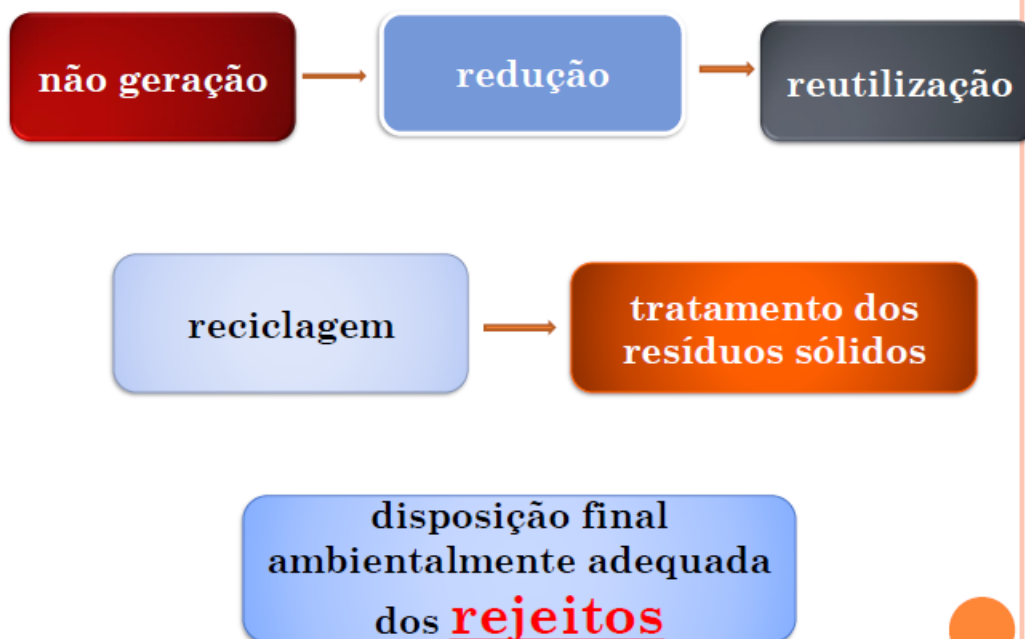 não geração
redução
reutilização
reciclagem
tratamento dos
resíduos sólidos
disposição final
ambientalmente adequada
dos rejeitos